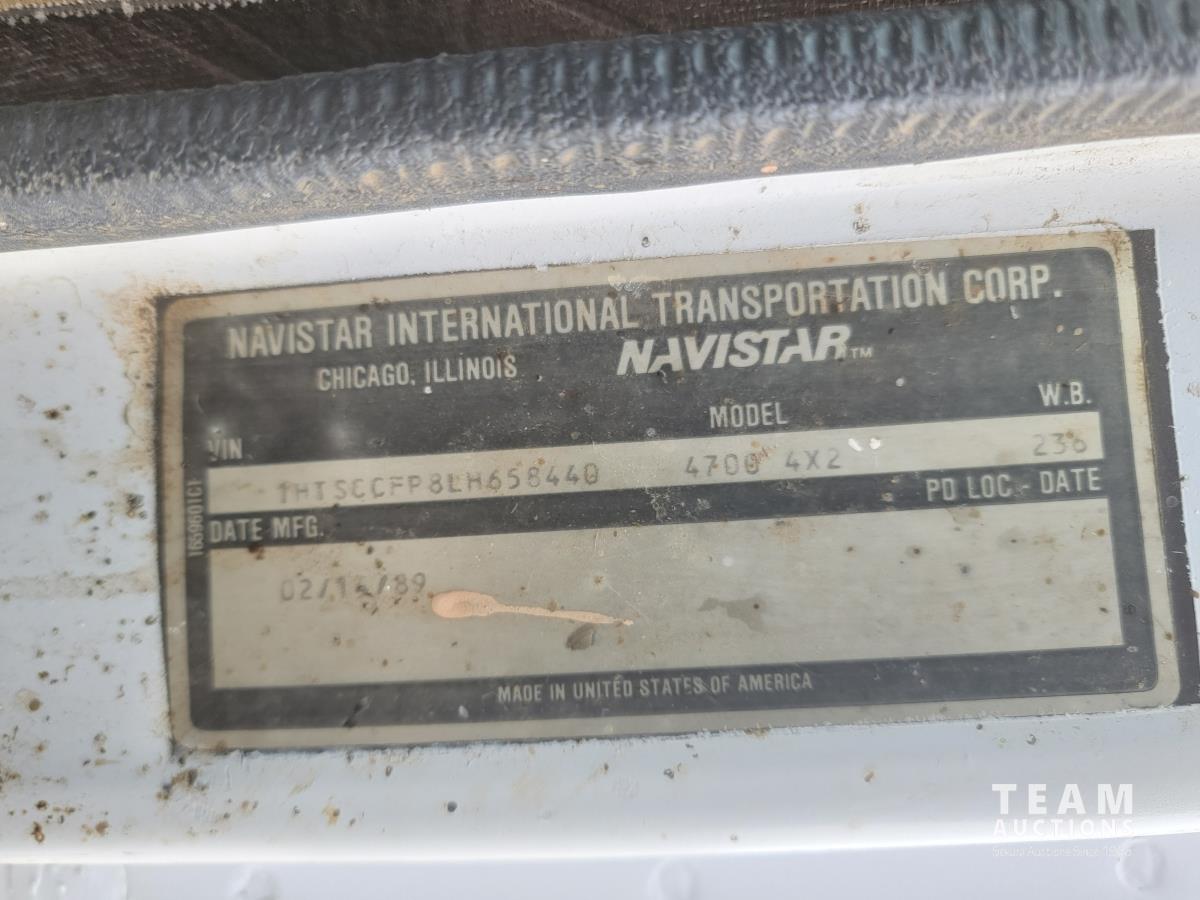 NAVISTAR INTERNATIONAL TRANSPORTATION CORP.
CHICAGO, ILLINOIS NAVISTAR™
VIN MODEL W.B.
1HTSCCFP8LH658440 4700 4X2 236
DATE MFG. PD LOC - DATE
MADE IN UNITED STATES OF AMERICA
1659601C1
TEAM
AUCTIONS